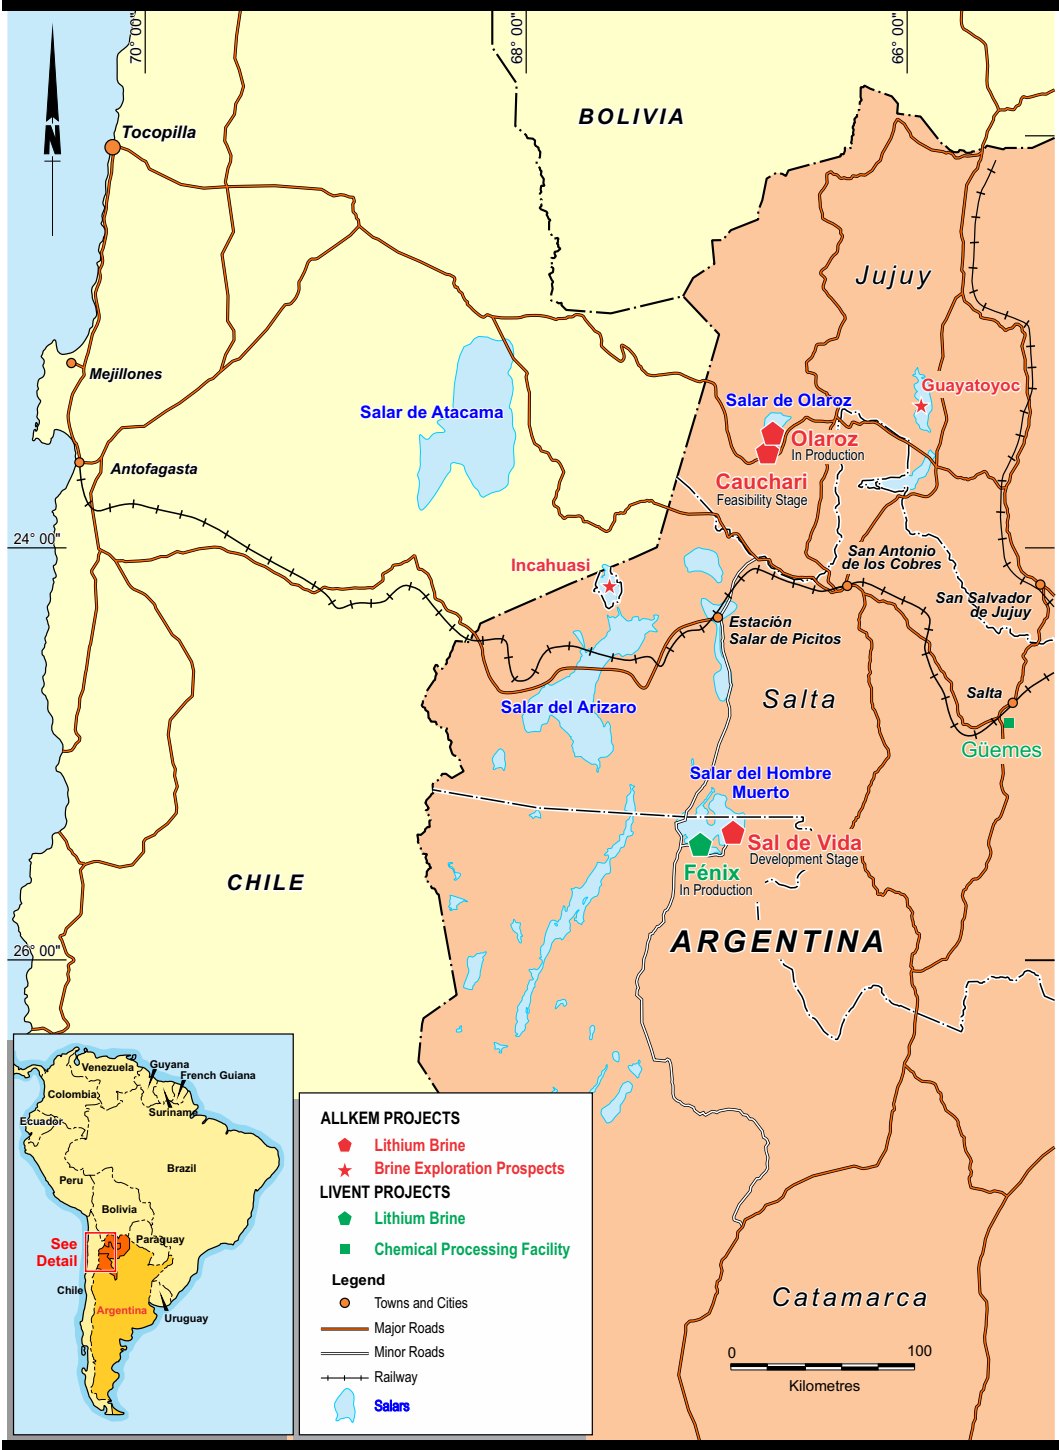 70° 00"
68° 00"
66° 00"
N
Tocopilla
BOLIVIA
Jujuy
Mejillones
Guayatoyoc
Salar de Olaroz
Salar de Atacama
Olaroz
In Production
Antofagasta
Cauchari
Feasibility Stage
24° 00"
San Antonio
de los Cobres
Incahuasi
San Salvador
de Jujuy
Estación
Salar de Picitos
Salta
Salta
Salar del Arizaro
Güemes
Salar del Hombre
Muerto
Sal de Vida
Development Stage
Fénix
In Production
CHILE
ARGENTINA
26° 00"
Catamarca
0
100
Kilometres
Venezuela
Guyana
French Guiana
Colombia
Suriname
Ecuador
Brazil
Peru
Bolivia
Paraguay
See
Detail
Chile
Argentina
Uruguay
ALLKEM PROJECTS
Lithium Brine
Brine Exploration Prospects
LIVENT PROJECTS
Lithium Brine
Chemical Processing Facility
Legend
Towns and Cities
Major Roads
Minor Roads
Railway
Salars